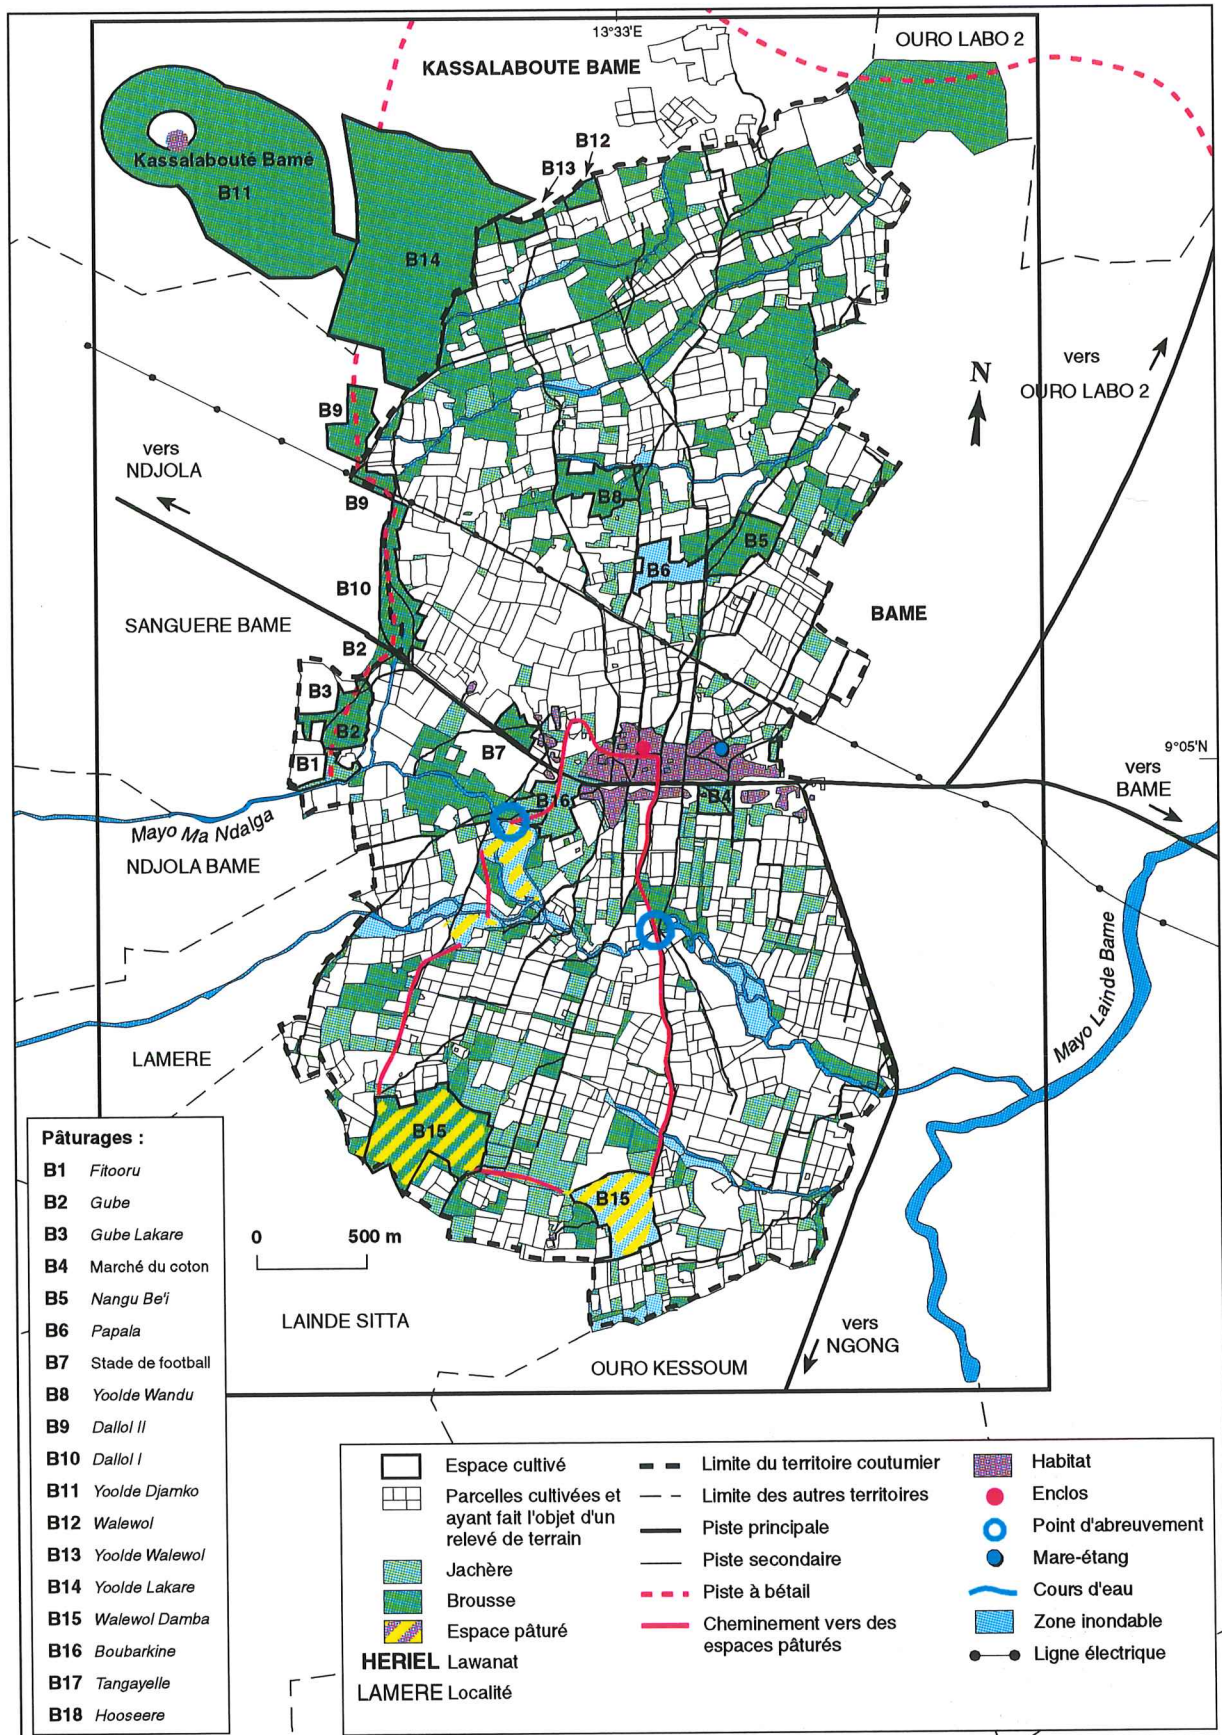 13°33'E
OURO LABO 2
KASSALABOUTE BAME
B12
B13
Kassalabouté Bamé
B11
B14
vers
OURO LABO 2
N
B9
vers
NDJOLA
B9
B8
B5
B6
B10
BAME
SANGUERE BAME
B2
B3
B2
B7
B1
9°05'N
vers
BAME
B16
B4
Mayo Ma Ndalga
NDJOLA BAME
Mayo Lainde Bame
LAMERE
B15
B15
0 500 m
LAINDE SITTA
vers
NGONG
OURO KESSOUM
Pâturages :
B1 Fitooru
B2 Gube
B3 Gube Lakare
B4 Marché du coton
B5 Nangu Be'i
B6 Papala
B7 Stade de football
B8 Yoolde Wandu
B9 Dallol II
B10 Dallol I
B11 Yoolde Djamko
B12 Walewol
B13 Yoolde Walewol
B14 Yoolde Lakare
B15 Walewol Damba
B16 Boubarkine
B17 Tangayelle
B18 Hooseere
Espace cultivé
Parcelles cultivées et
ayant fait l'objet d'un
relevé de terrain
Jachère
Brousse
Espace pâturé
HERIEL Lawanat
LAMERE Localité
Limite du territoire coutumier
Limite des autres territoires
Piste principale
Piste secondaire
Piste à bétail
Cheminement vers des
espaces pâturés
Habitat
Enclos
Point d'abreuvement
Mare-étang
Cours d'eau
Zone inondable
Ligne électrique